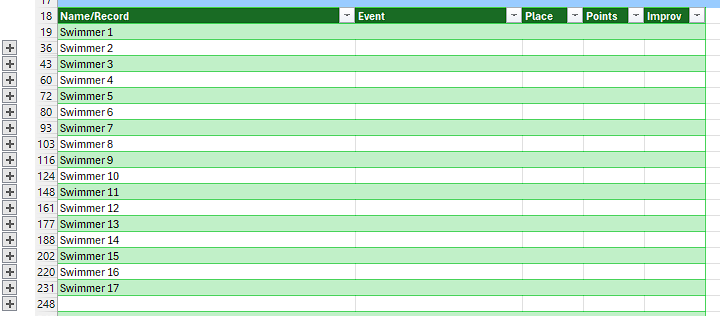 17
18 Name/Record Event Place Points Improv
19 Swimmer 1
36 Swimmer 2
43 Swimmer 3
60 Swimmer 4
72 Swimmer 5
80 Swimmer 6
93 Swimmer 7
103 Swimmer 8
116 Swimmer 9
124 Swimmer 10
148 Swimmer 11
161 Swimmer 12
177 Swimmer 13
188 Swimmer 14
202 Swimmer 15
220 Swimmer 16
231 Swimmer 17
248